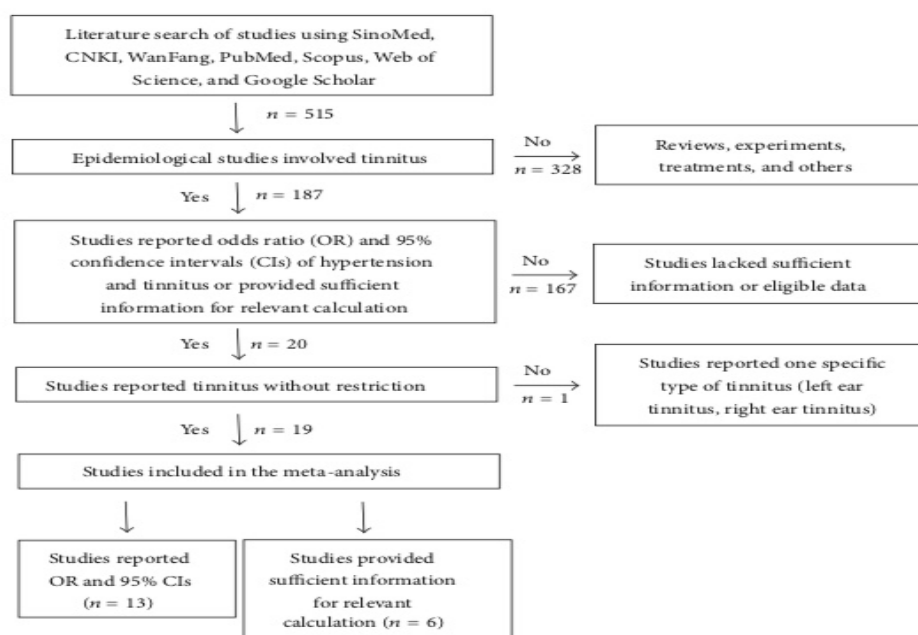 Literature search of studies using SinoMed,
CNKI, WanFang, PubMed, Scopus, Web of
Science, and Google Scholar
n = 515
Epidemiological studies involved tinnitus
No
n = 328
Reviews, experiments,
treatments, and others
Yes
n = 187
Studies reported odds ratio (OR) and 95%
confidence intervals (CIs) of hypertension
and tinnitus or provided sufficient
information for relevant calculation
No
n = 167
Studies lacked sufficient
information or eligible data
Yes
n = 20
Studies reported tinnitus without restriction
No
n = 1
Studies reported one specific
type of tinnitus (left ear
tinnitus, right ear tinnitus)
Yes
n = 19
Studies included in the meta-analysis
Studies reported
OR and 95% CIs
(n = 13)
Studies provided
sufficient information
for relevant
calculation (n = 6)